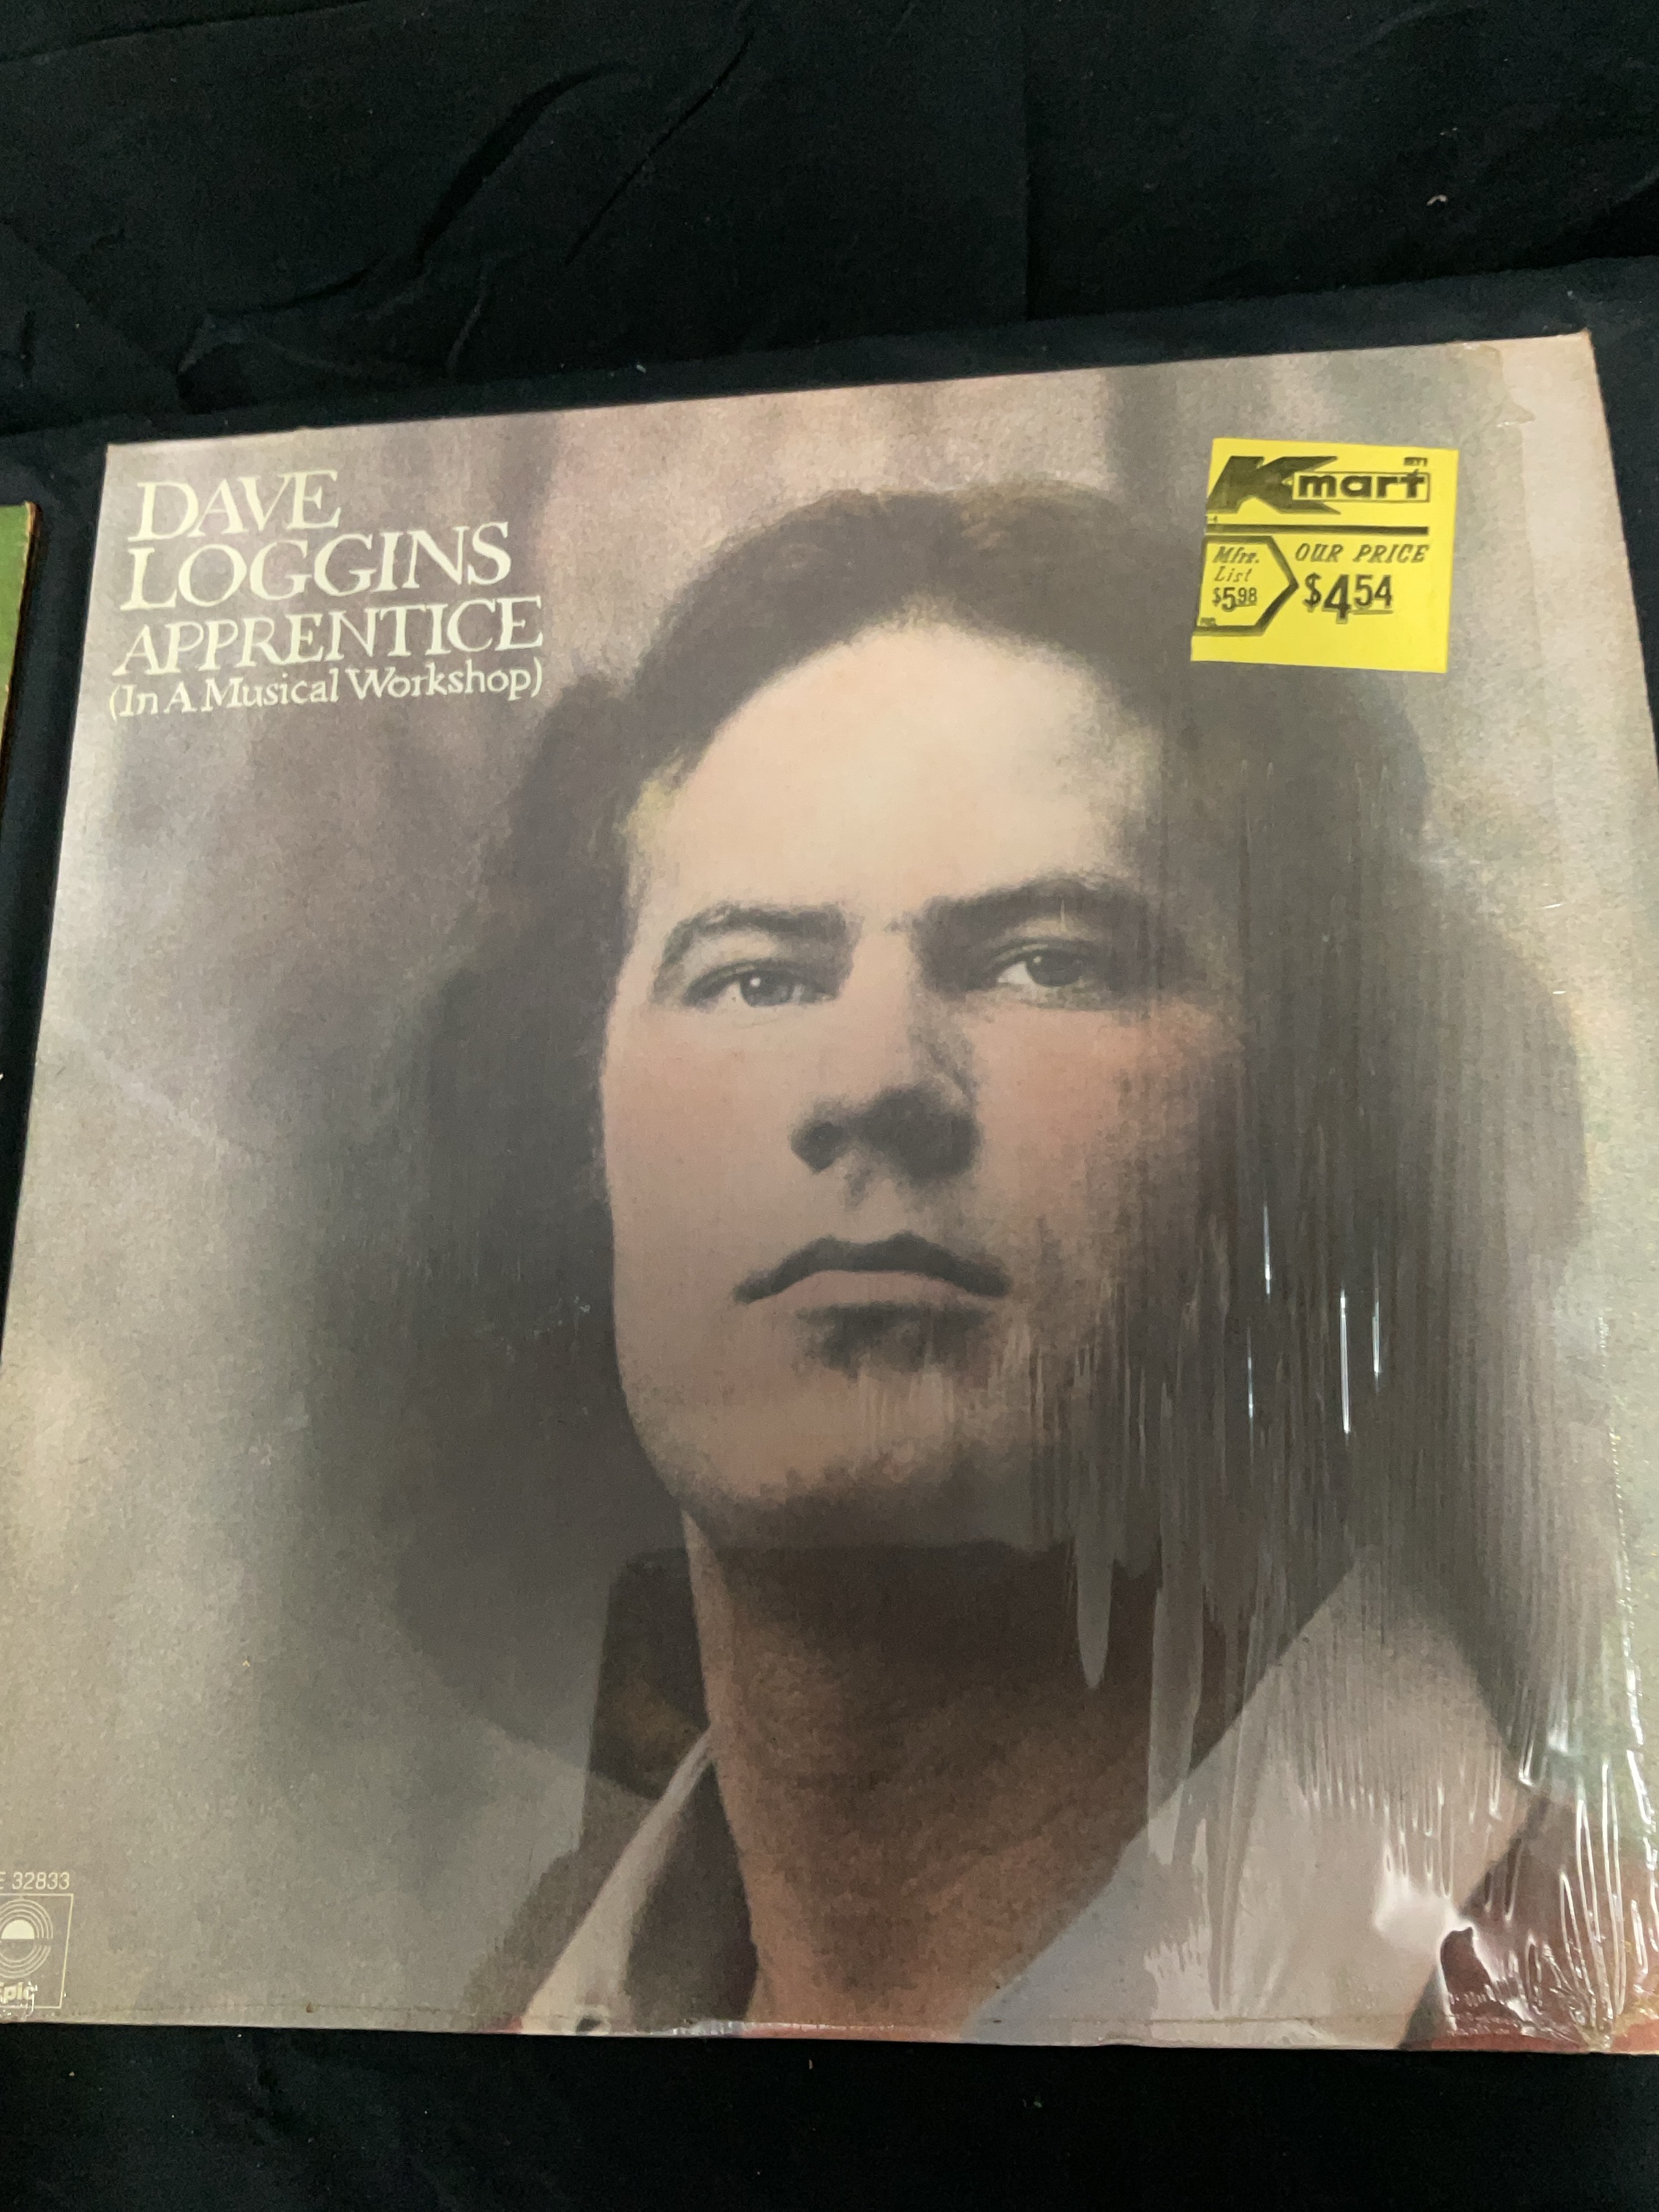 DAVE
LOGGINS
APPRENTICE
(In A Musical Workshop)
Kmart
Mfrs.
List
$5.98
OUR PRICE
$4.54
E 32833
Epic